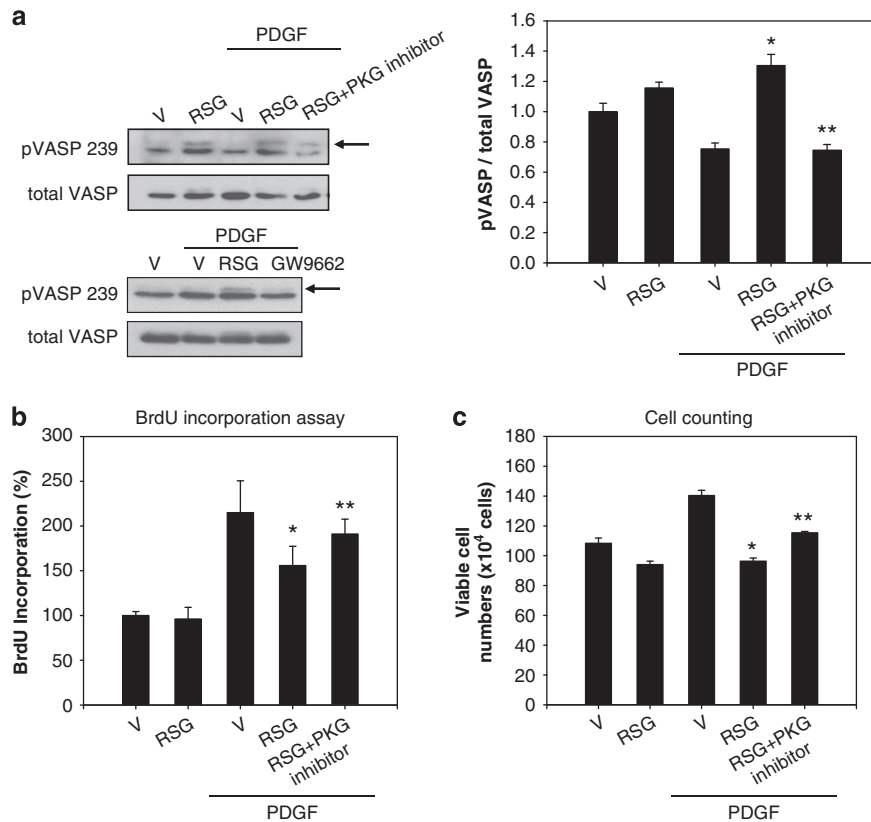 a
PDGF
V RSG V RSG RSG+PKG inhibitor
pVASP 239
total VASP
PDGF
V V RSG GW9662
pVASP 239
total VASP
pVASP / total VASP
1.6
1.4
1.2
1.0
0.8
0.6
0.4
0.2
0.0
*
**
V RSG V RSG RSG+PKG
inhibitor
PDGF
b
BrdU incorporation assay
BrdU Incorporation (%)
300
250
200
150
100
50
0
*
**
V RSG V RSG RSG+PKG
inhibitor
PDGF
c
Cell counting
Viable cell
numbers (x10⁴ cells)
180
160
140
120
100
80
60
40
20
0
*
**
V RSG V RSG RSG+PKG
inhibitor
PDGF